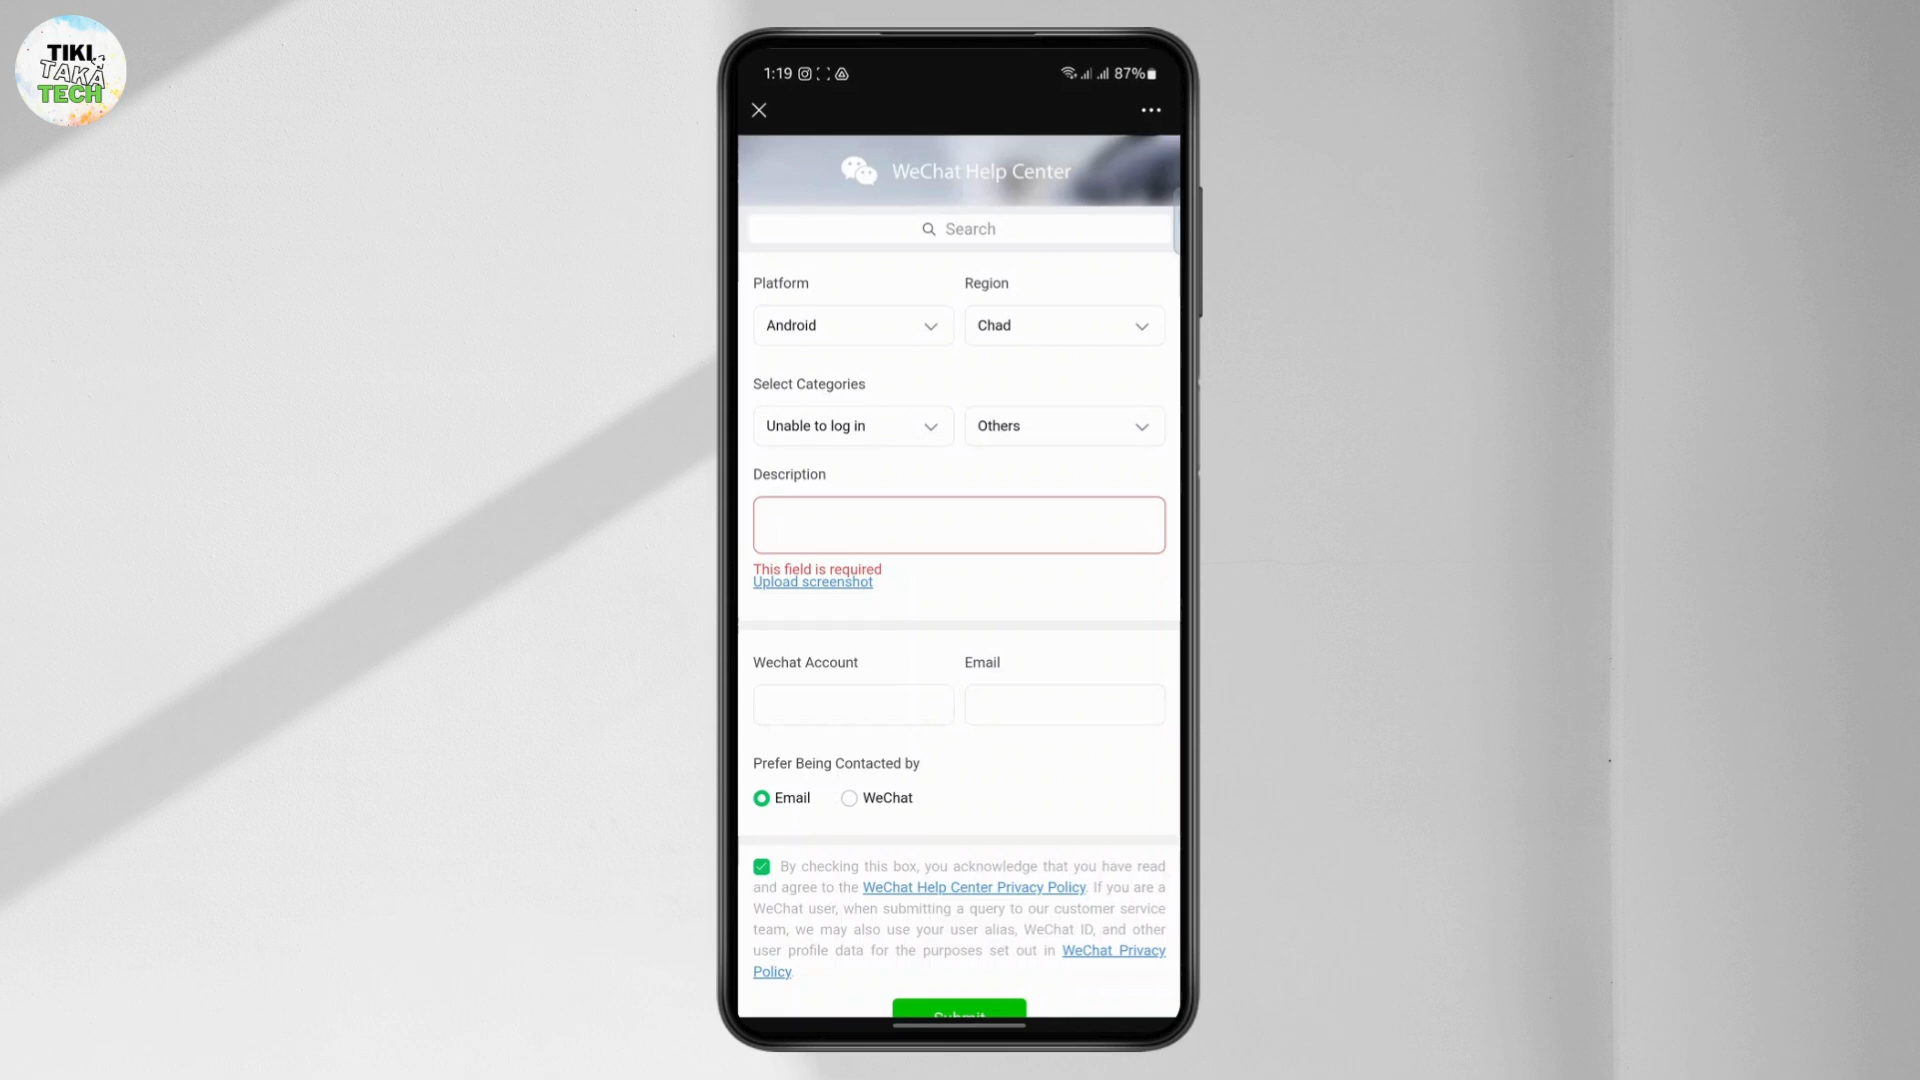 TIKI
TAKA
TECH
1:19
87%
WeChat Help Center
Search
Platform
Region
Android
Chad
Select Categories
Unable to log in
Others
Description
This field is required
Upload screenshot
Wechat Account
Email
Prefer Being Contacted by
Email
WeChat
By checking this box, you acknowledge that you have read
and agree to the WeChat Help Center Privacy Policy. If you are a
WeChat user, when submitting a query to our customer service
team, we may also use your user alias, WeChat ID, and other
user profile data for the purposes set out in WeChat Privacy
Policy.
Submit